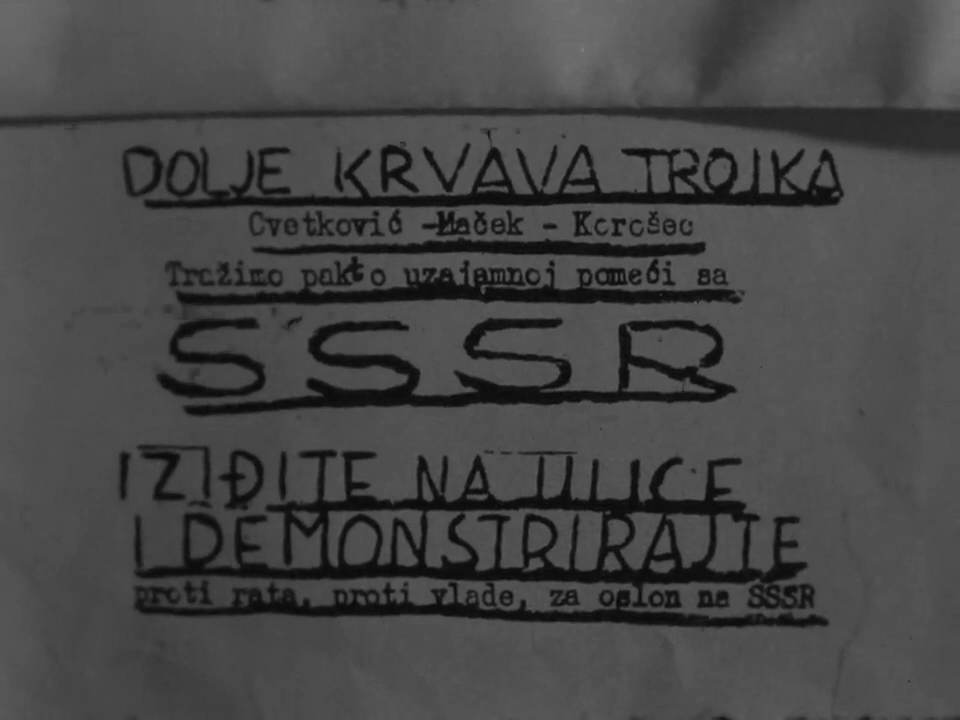 DOLJE KRVAVA TROJKA
Cvetković - Maček - Korošec
Tražimo pakt o uzajamnoj pomoći sa
SSSR
IZIĐITE NA ULICE
I DEMONSTRIRAJTE
proti rata, proti vlade, za oslon na SSSR